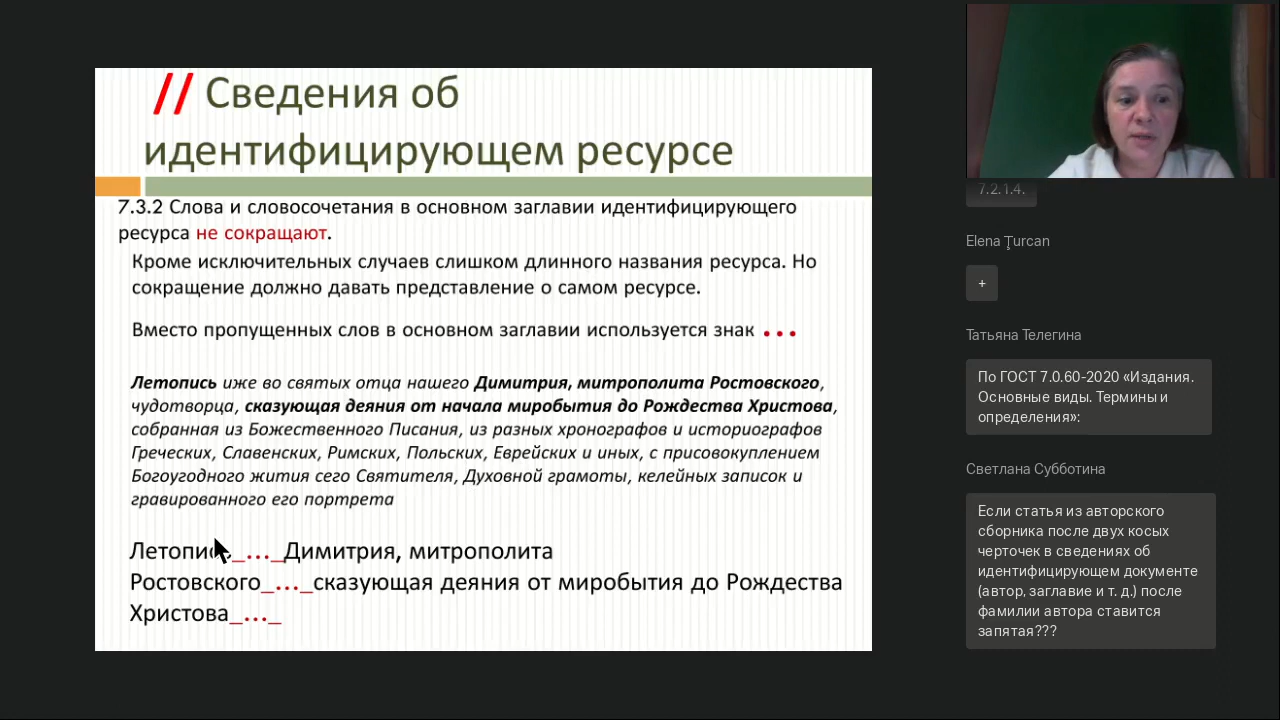 // Сведения об
идентифицирующем ресурсе
7.3.2 Слова и словосочетания в основном заглавии идентифицирующего
ресурса не сокращают.
Кроме исключительных случаев слишком длинного названия ресурса. Но
сокращение должно давать представление о самом ресурсе.
Вместо пропущенных слов в основном заглавии используется знак ...
Летопись иже во святых отца нашего Димитрия, митрополита Ростовского,
чудотворца, сказующая деяния от начала миробытия до Рождества Христова,
собранная из Божественного Писания, из разных хронографов и историографов
Греческих, Славенских, Римских, Польских, Еврейских и иных, с присовокуплением
Богоугодного жития сего Святителя, Духовной грамоты, келейных записок и
гравированного его портрета
Летопись_..._Димитрия, митрополита
Ростовского_..._сказующая деяния от миробытия до Рождества
Христова_..._
7.2.1.4.
Elena Țurcan
+
Татьяна Телегина
По ГОСТ 7.0.60-2020 «Издания.
Основные виды. Термины и
определения»:
Светлана Субботина
Если статья из авторского
сборника после двух косых
черточек в сведениях об
идентифицирующем документе
(автор, заглавие и т. д.) после
фамилии автора ставится
запятая???